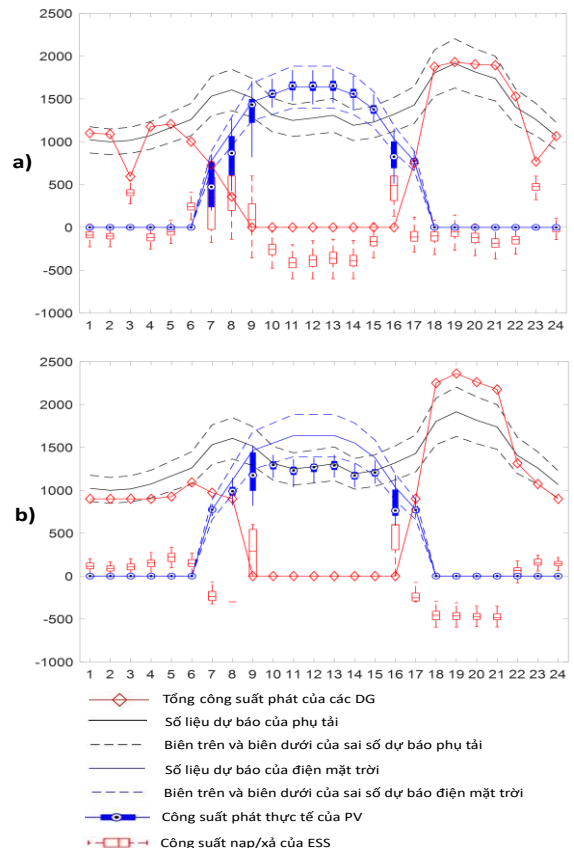 a)
2500
2000
1500
1000
500
0
-500
-1000
1 2 3 4 5 6 7 8 9 10 11 12 13 14 15 16 17 18 19 20 21 22 23 24
b)
2500
2000
1500
1000
500
0
-500
-1000
1 2 3 4 5 6 7 8 9 10 11 12 13 14 15 16 17 18 19 20 21 22 23 24
Tổng công suất phát của các DG
Số liệu dự báo của phụ tải
Biên trên và biên dưới của sai số dự báo phụ tải
Số liệu dự báo của điện mặt trời
Biên trên và biên dưới của sai số dự báo điện mặt trời
Công suất phát thực tế của PV
Công suất nạp/xả của ESS